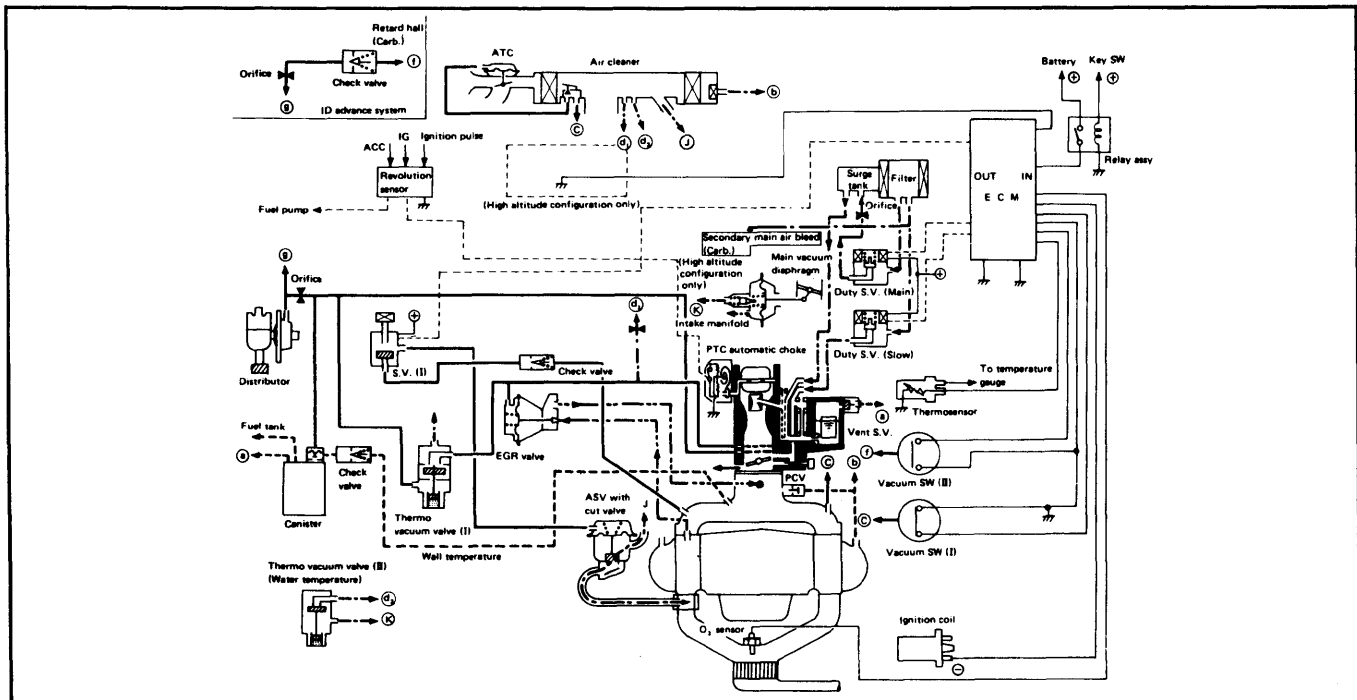 Retard hall
(Carb.)
f
Orifice
Check valve
g
ID advance system
ATC
Air cleaner
b
C
d
d
J
Battery
Key SW
+
+
Relay assy
ACC
IG
Ignition pulse
Revolution
sensor
Fuel pump
(High altitude configuration only)
Surge
tank
Filter
Orifice
OUT
IN
ECM
Secondary main air bleed
(Carb.)
(High altitude
configuration
only)
Main vacuum
diaphragm
Duty S.V. (Main)
+
K
Intake manifold
Duty S.V. (Slow)
g
Orifice
Distributor
+
S.V. (I)
Check valve
d
PTC automatic choke
To temperature
gauge
Thermosensor
a
Vent S.V.
Fuel tank
a
Check
valve
Canister
Thermo
vacuum valve (I)
EGR valve
f
Vacuum SW (II)
PCV
C
b
C
Vacuum SW (I)
ASV with
cut valve
J
Wall temperature
Thermo vacuum valve (II)
(Water temperature)
d
K
O2 sensor
Ignition coil
−